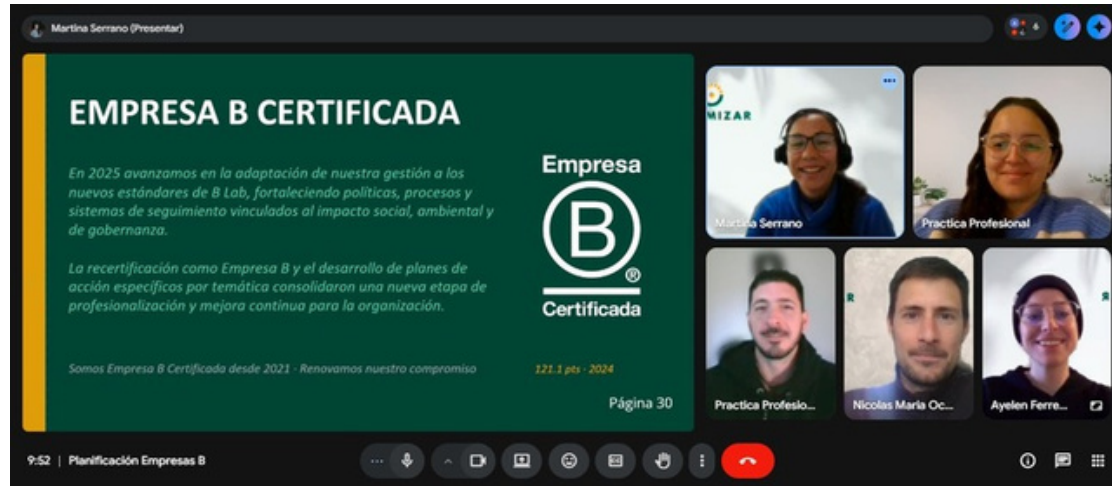 Martina Serrano (Presentar)
EMPRESA B CERTIFICADA
En 2025 avanzamos en la adaptación de nuestra gestión a los
nuevos estándares de B Lab, fortaleciendo políticas, procesos y
sistemas de seguimiento vinculados al impacto social, ambiental y
de gobernanza.
La recertificación como Empresa B y el desarrollo de planes de
acción específicos por temática consolidaron una nueva etapa de
profesionalización y mejora continua para la organización.
Somos Empresa B Certificada desde 2021 · Renovamos nuestro compromiso
121.1 pts · 2024
Empresa
B
®
Certificada
Página 30
MIZAR
Martina Serrano
Practica Profesional
Practica Profesio...
R
Nicolas Maria Oc...
Ayelen Ferre...
9:52 | Planificación Empresas B